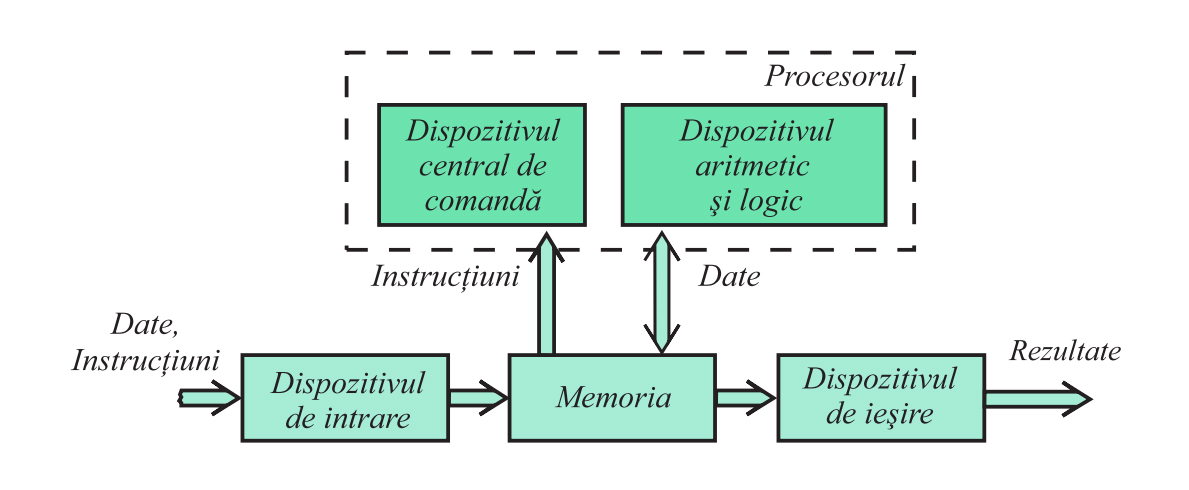 Procesorul
Dispozitivul
central de
comandă
Dispozitivul
aritmetic
şi logic
Instrucţiuni
Date
Date,
Instrucţiuni
Dispozitivul
de intrare
Memoria
Dispozitivul
de ieşire
Rezultate